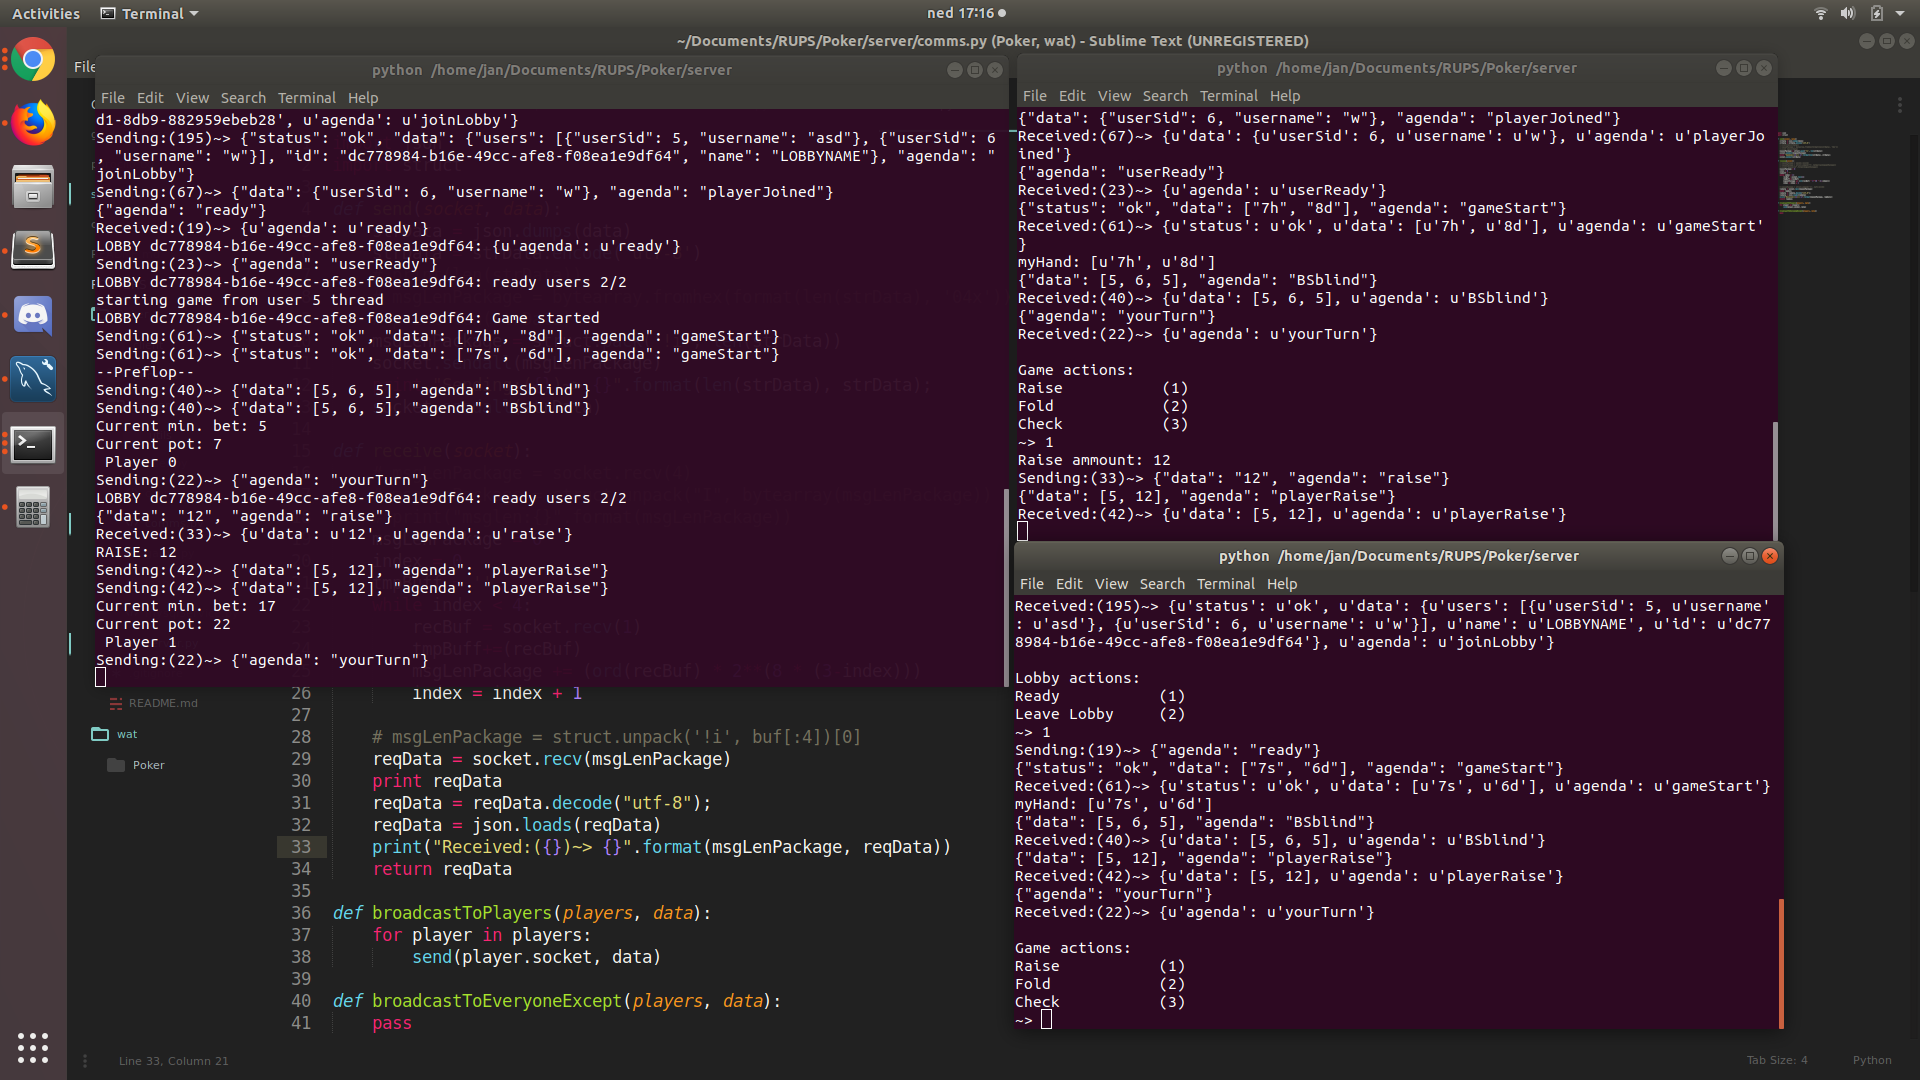 Activities
Terminal
ned 17:16
~/Documents/RUPS/Poker/server/comms.py (Poker, wat) - Sublime Text (UNREGISTERED)
File
python /home/jan/Documents/RUPS/Poker/server
File Edit View Search Terminal Help
d1-8db9-882959ebeb28', u'agenda': u'joinLobby'}
Sending:(195)~> {"status": "ok", "data": {"users": [{"userSid": 5, "username": "asd"}, {"userSid": 6
, "username": "w"}], "id": "dc778984-b16e-49cc-afe8-f08ea1e9df64", "name": "LOBBYNAME"}, "agenda": "
joinLobby"}
Sending:(67)~> {"data": {"userSid": 6, "username": "w"}, "agenda": "playerJoined"}
{"agenda": "ready"}
Received:(19)~> {u'agenda': u'ready'}
LOBBY dc778984-b16e-49cc-afe8-f08ea1e9df64: {u'agenda': u'ready'}
Sending:(23)~> {"agenda": "userReady"}
LOBBY dc778984-b16e-49cc-afe8-f08ea1e9df64: ready users 2/2
starting game from user 5 thread
LOBBY dc778984-b16e-49cc-afe8-f08ea1e9df64: Game started
Sending:(61)~> {"status": "ok", "data": ["7h", "8d"], "agenda": "gameStart"}
Sending:(61)~> {"status": "ok", "data": ["7s", "6d"], "agenda": "gameStart"}
--Preflop--
Sending:(40)~> {"data": [5, 6, 5], "agenda": "BSblind"}
Sending:(40)~> {"data": [5, 6, 5], "agenda": "BSblind"}
Current min. bet: 5
Current pot: 7
Player 0
Sending:(22)~> {"agenda": "yourTurn"}
LOBBY dc778984-b16e-49cc-afe8-f08ea1e9df64: ready users 2/2
{"data": "12", "agenda": "raise"}
Received:(33)~> {u'data': u'12', u'agenda': u'raise'}
RAISE: 12
Sending:(42)~> {"data": [5, 12], "agenda": "playerRaise"}
Sending:(42)~> {"data": [5, 12], "agenda": "playerRaise"}
Current min. bet: 17
Current pot: 22
Player 1
Sending:(22)~> {"agenda": "yourTurn"}
python /home/jan/Documents/RUPS/Poker/server
File Edit View Search Terminal Help
{"data": {"userSid": 6, "username": "w"}, "agenda": "playerJoined"}
Received:(67)~> {u'data': {u'userSid': 6, u'username': u'w'}, u'agenda': u'playerJo
ined'}
{"agenda": "userReady"}
Received:(23)~> {u'agenda': u'userReady'}
{"status": "ok", "data": ["7h", "8d"], "agenda": "gameStart"}
Received:(61)~> {u'status': u'ok', u'data': [u'7h', u'8d'], u'agenda': u'gameStart'
}
myHand: [u'7h', u'8d']
{"data": [5, 6, 5], "agenda": "BSblind"}
Received:(40)~> {u'data': [5, 6, 5], u'agenda': u'BSblind'}
{"agenda": "yourTurn"}
Received:(22)~> {u'agenda': u'yourTurn'}
Game actions:
Raise (1)
Fold (2)
Check (3)
~> 1
Raise ammount: 12
Sending:(33)~> {"data": "12", "agenda": "raise"}
{"data": [5, 12], "agenda": "playerRaise"}
Received:(42)~> {u'data': [5, 12], u'agenda': u'playerRaise'}
python /home/jan/Documents/RUPS/Poker/server
File Edit View Search Terminal Help
Received:(195)~> {u'status': u'ok', u'data': {u'users': [{u'userSid': 5, u'username'
: u'asd'}, {u'userSid': 6, u'username': u'w'}], u'name': u'LOBBYNAME', u'id': u'dc77
8984-b16e-49cc-afe8-f08ea1e9df64'}, u'agenda': u'joinLobby'}
Lobby actions:
Ready (1)
Leave Lobby (2)
~> 1
Sending:(19)~> {"agenda": "ready"}
{"status": "ok", "data": ["7s", "6d"], "agenda": "gameStart"}
Received:(61)~> {u'status': u'ok', u'data': [u'7s', u'6d'], u'agenda': u'gameStart'}
myHand: [u'7s', u'6d']
{"data": [5, 6, 5], "agenda": "BSblind"}
Received:(40)~> {u'data': [5, 6, 5], u'agenda': u'BSblind'}
{"data": [5, 12], "agenda": "playerRaise"}
Received:(42)~> {u'data': [5, 12], u'agenda': u'playerRaise'}
{"agenda": "yourTurn"}
Received:(22)~> {u'agenda': u'yourTurn'}
Game actions:
Raise (1)
Fold (2)
Check (3)
~>
README.md
wat
Poker
26 index = index + 1
27
28 # msgLenPackage = struct.unpack('!i', buf[:4])[0]
29 reqData = socket.recv(msgLenPackage)
30 print reqData
31 reqData = reqData.decode("utf-8");
32 reqData = json.loads(reqData)
33 print("Received:({})~> {}".format(msgLenPackage, reqData))
34 return reqData
35
36 def broadcastToPlayers(players, data):
37 for player in players:
38 send(player.socket, data)
39
40 def broadcastToEveryoneExcept(players, data):
41 pass
Line 33, Column 21
Tab Size: 4
Python